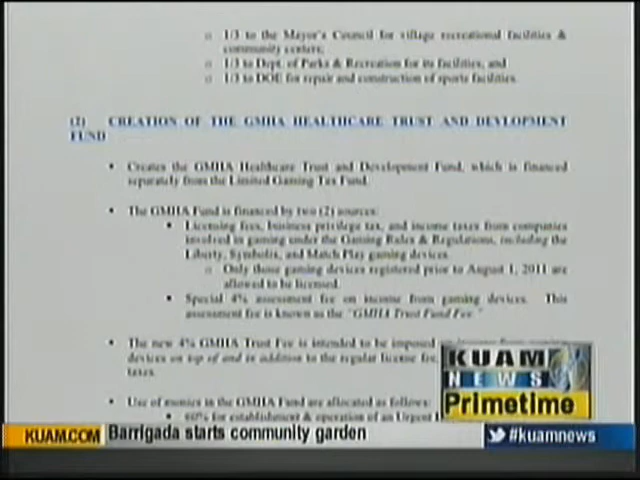 1/3 to the Mayor's Council for village recreational facilities &
community centers;
1/3 to Dept. of Parks & Recreation for its facilities, and
1/3 to DOE for repair and construction of sports facilities.
(2) CREATION OF THE GMHA HEALTHCARE TRUST AND DEVLOPMENT
FUND
Creates the GMHA Healthcare Trust and Development Fund, which is financed
separately from the Limited Gaming Tax Fund.
The GMHA Fund is financed by two (2) sources:
Licensing fees, business privilege tax, and income taxes from companies
involved in gaming under the Gaming Rules & Regulations, including the
Liberty, Symbolix, and Match Play gaming devices.
Only those gaming devices registered prior to August 1, 2011 are
allowed to be licensed.
Special 4% assessment fee on income from gaming devices. This
assessment fee is known as the "GMHA Trust Fund Fee."
The new 4% GMHA Trust Fee is intended to be imposed
devices on top of and in addition to the regular license fee,
taxes.
Use of monies in the GMHA Fund are allocated as follows:
60% for establishment & operation of an Urgent
KUAM
NEWS
Primetime
KUAM.COM Barrigada starts community garden #kuamnews